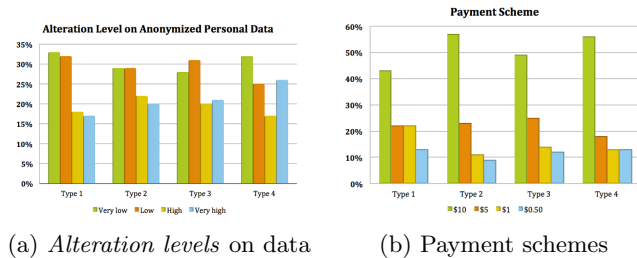 Alteration Level on Anonymized Personal Data
35%
30%
25%
20%
15%
10%
5%
0%
Type 1 Type 2 Type 3 Type 4
Very low Low High Very high
(a) Alteration levels on data
Payment Scheme
60%
50%
40%
30%
20%
10%
0%
Type 1 Type 2 Type 3 Type 4
$10 $5 $1 $0.50
(b) Payment schemes